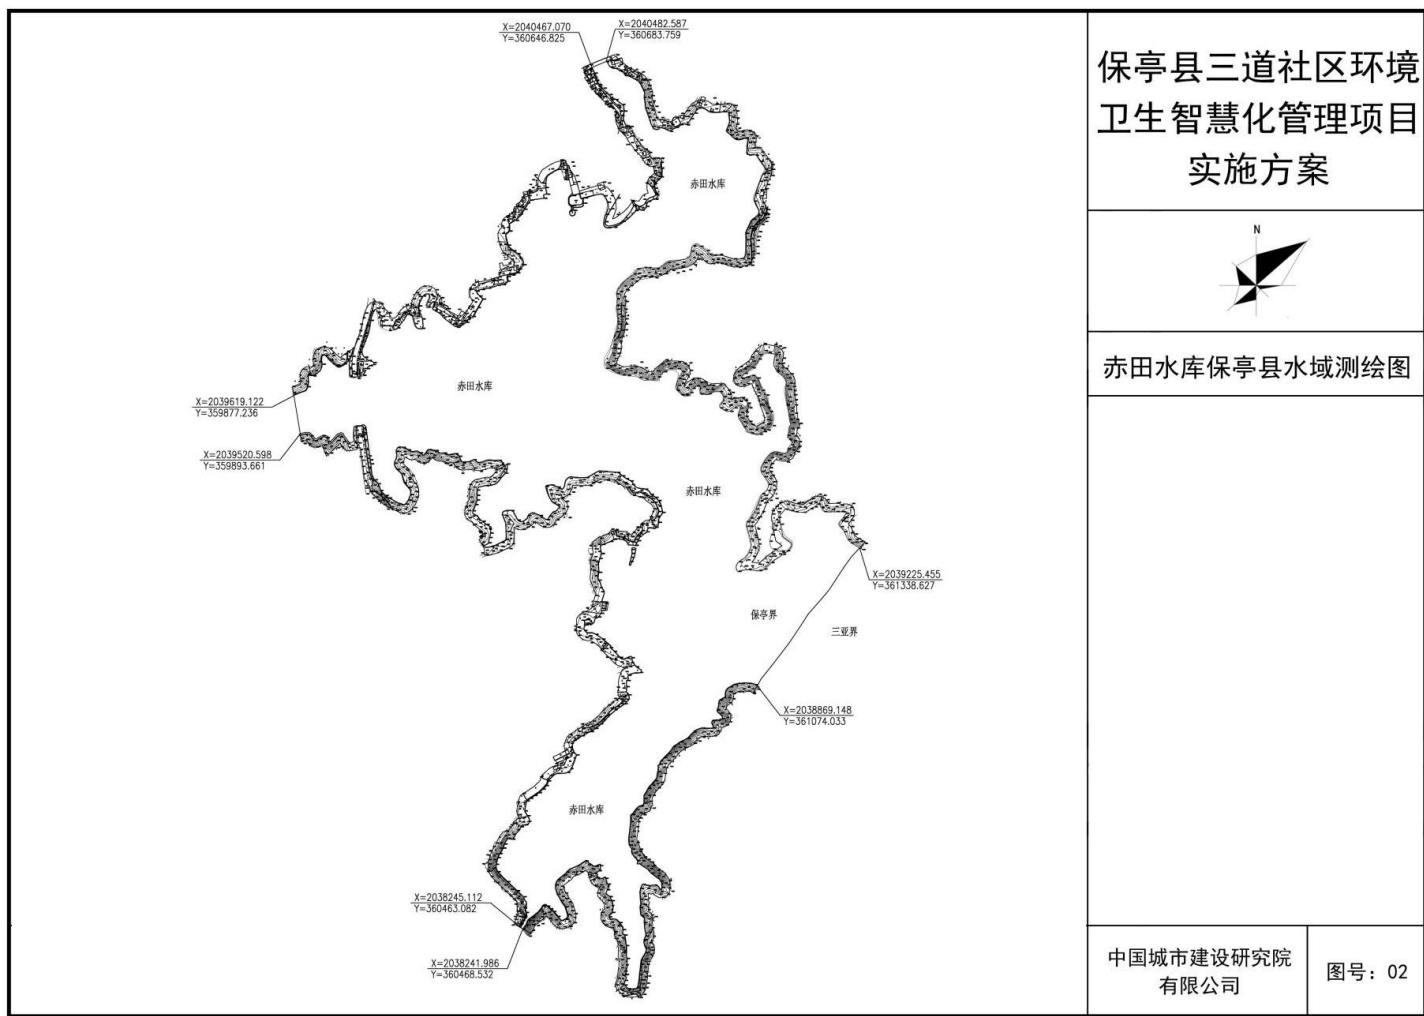 X=2040467.070
Y=360646.825
X=2040482.587
Y=360683.759
赤田水库
赤田水库
X=2039619.122
Y=359877.236
X=2039520.598
Y=359893.661
赤田水库
X=2039225.455
Y=361338.627
保亭界
三亚界
X=2038869.148
Y=361074.033
赤田水库
X=2038245.112
Y=360463.082
X=2038241.986
Y=360468.532
保亭县三道社区环境
卫生智慧化管理项目
实施方案
N
赤田水库保亭县水域测绘图
中国城市建设研究院
有限公司
图号：02